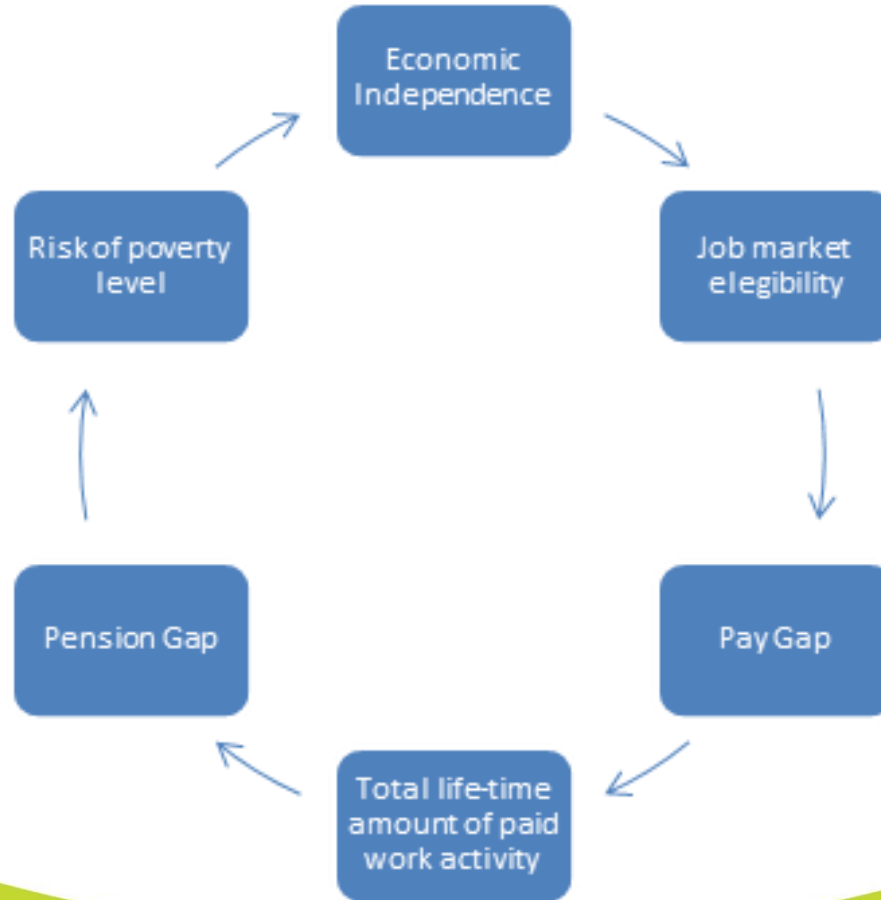 Economic
Independence
Job market
elegibility
Pay Gap
Total life-time
amount of paid
work activity
Pension Gap
Risk of poverty
level